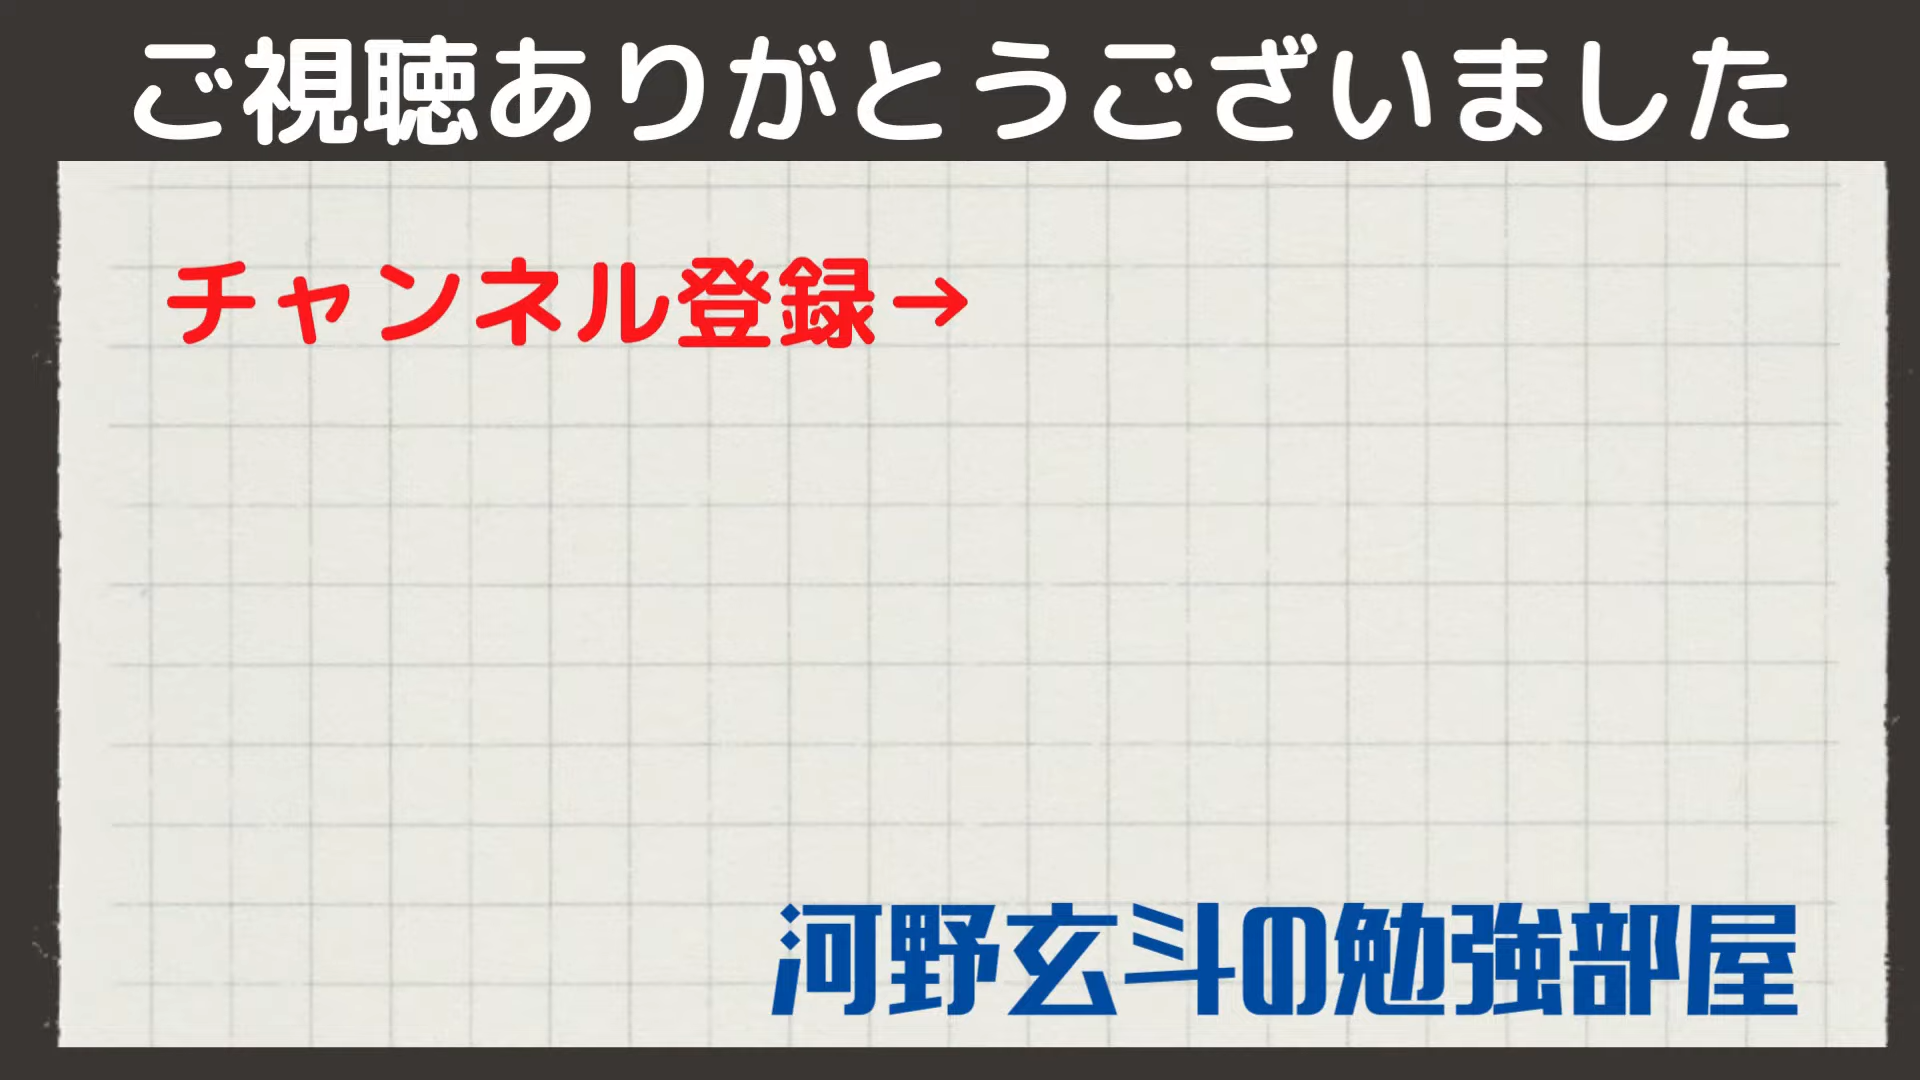 ご視聴ありがとうございました
チャンネル登録→
河野玄斗の勉強部屋